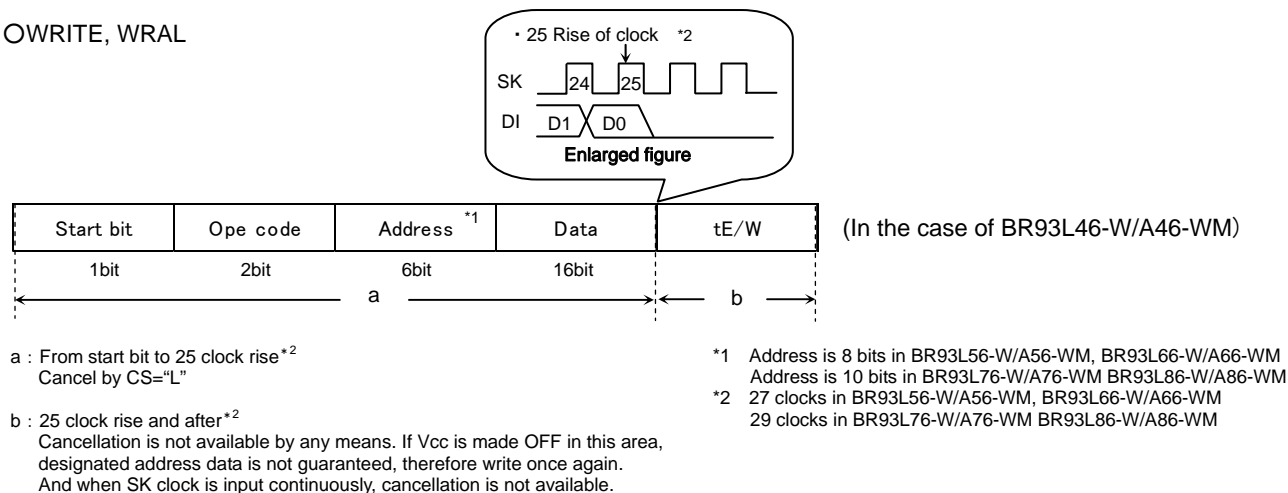 ○WRITE, WRAL
・25 Rise of clock *2
SK 24 25
DI D1 D0
Enlarged figure
Start bit Ope code Address *1 Data tE/W (In the case of BR93L46-W/A46-WM)
1bit 2bit 6bit 16bit
a b
a : From start bit to 25 clock rise*2
Cancel by CS=“L”
b : 25 clock rise and after*2
Cancellation is not available by any means. If Vcc is made OFF in this area,
designated address data is not guaranteed, therefore write once again.
And when SK clock is input continuously, cancellation is not available.
*1 Address is 8 bits in BR93L56-W/A56-WM, BR93L66-W/A66-WM
Address is 10 bits in BR93L76-W/A76-WM BR93L86-W/A86-WM
*2 27 clocks in BR93L56-W/A56-WM, BR93L66-W/A66-WM
29 clocks in BR93L76-W/A76-WM BR93L86-W/A86-WM